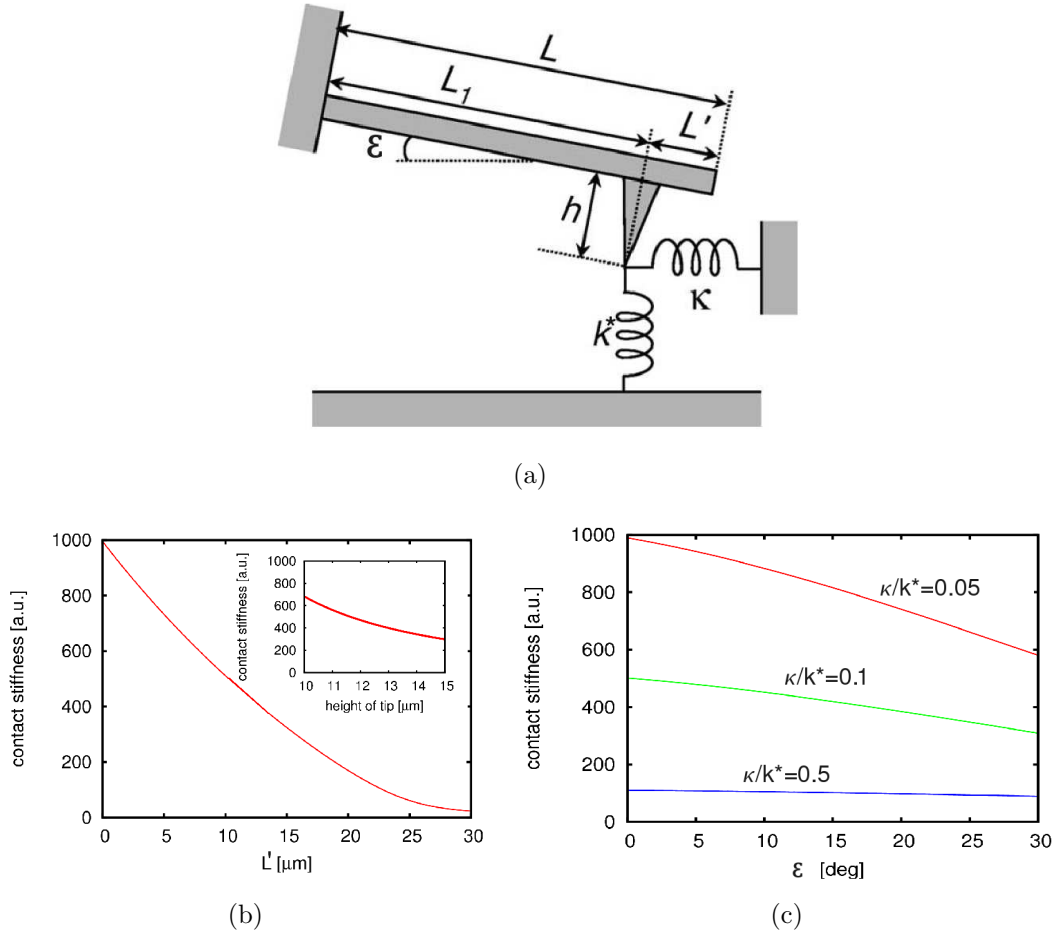 L
L₁
L'
ε
h
κ
k*
(a)
1000
800
600
400
200
0
0 5 10 15 20 25 30
L' [μm]
contact stiffness [a.u.]
1000
800
600
400
200
0
10 11 12 13 14 15
height of tip [μm]
contact stiffness [a.u.]
(b)
1000
800
600
400
200
0
0 5 10 15 20 25 30
ε [deg]
contact stiffness [a.u.]
κ/k*=0.05
κ/k*=0.1
κ/k*=0.5
(c)